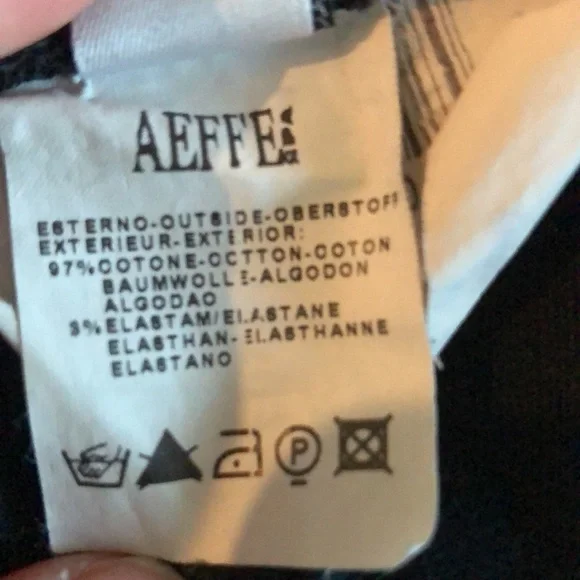 AEFFE SPA
ESTERNO-OUTSIDE-OBERSTOFF
EXTERIEUR-EXTERIOR:
97%COTONE-COTTON-COTON
BAUMWOLLE-ALGODON
ALGODAO
3%ELASTAM/ELASTANE
ELASTHAN-ELASTHANNE
ELASTANO
P